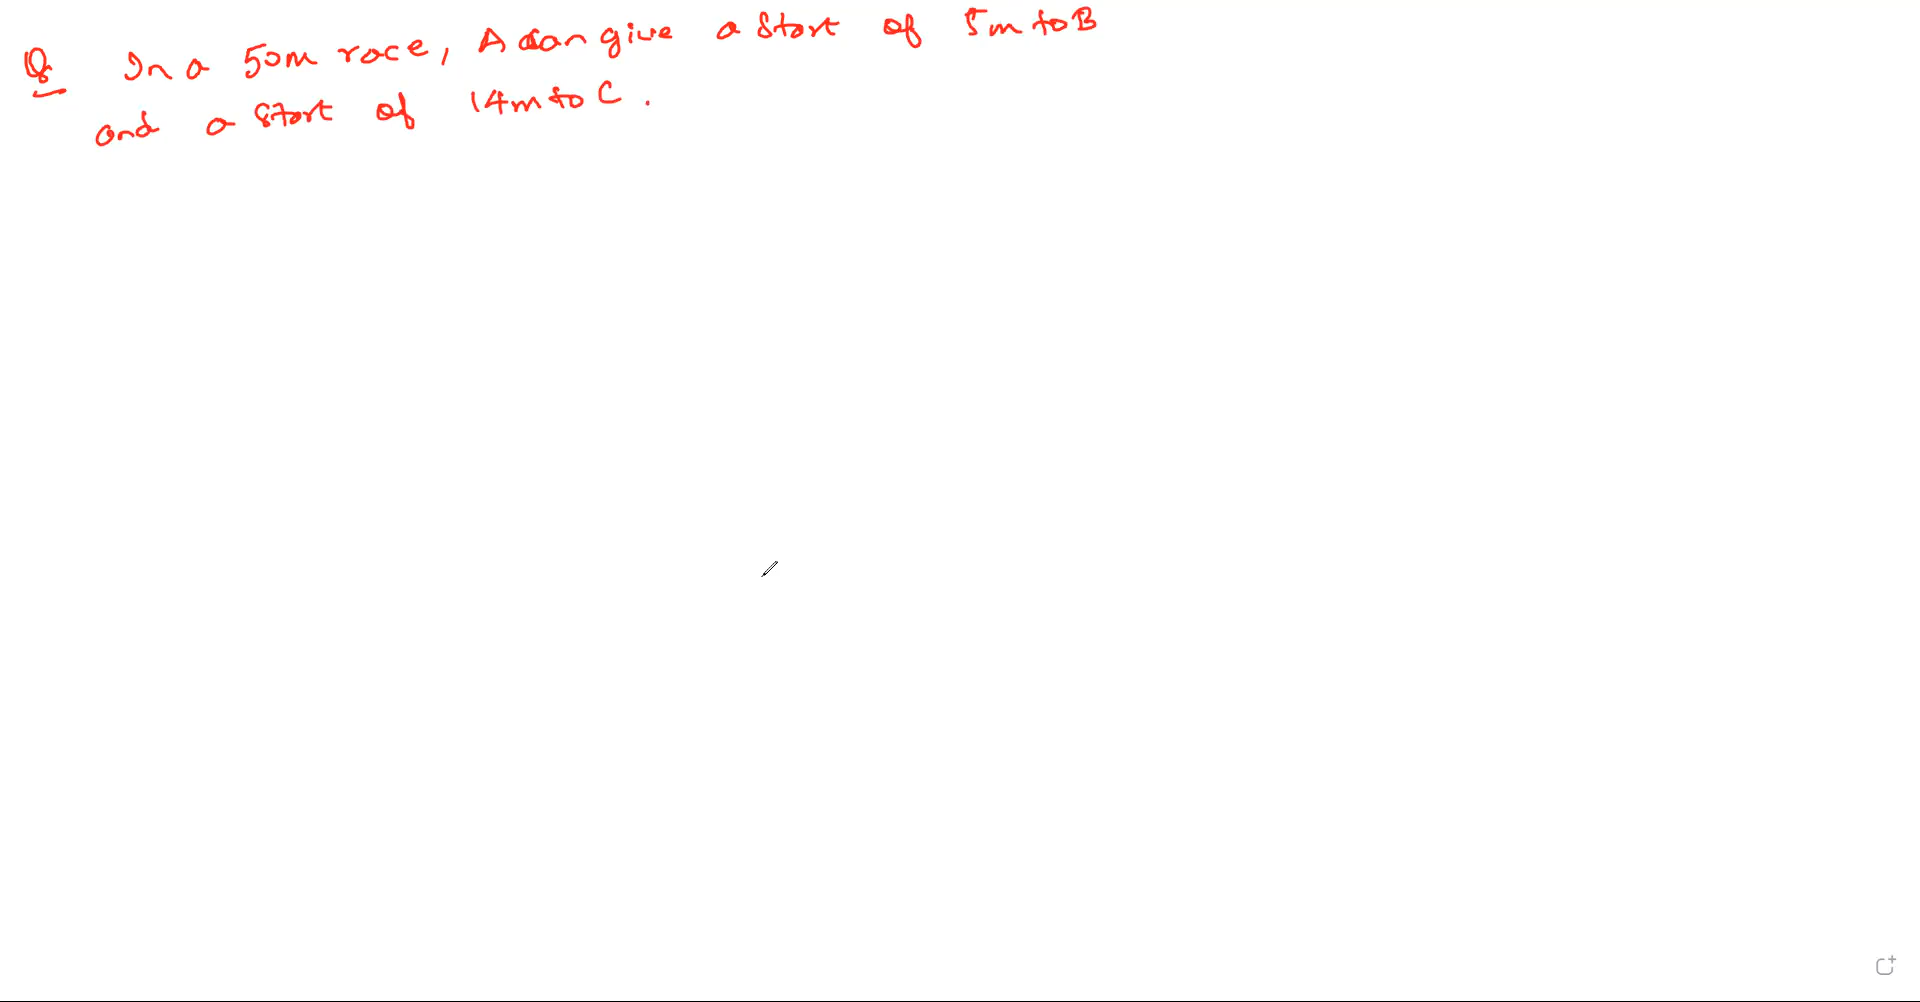 Q In a 50m race, A can give a start of 5m to B
and a start of 14m to C.